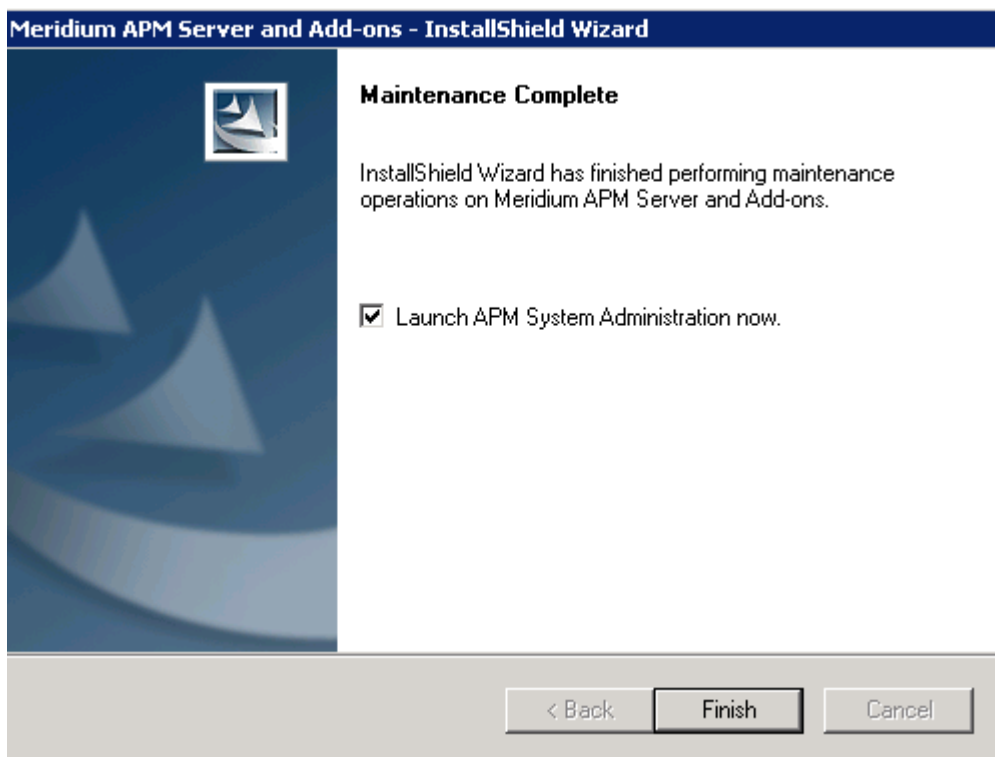 Meridium APM Server and Add-ons - InstallShield Wizard
Maintenance Complete
InstallShield Wizard has finished performing maintenance
operations on Meridium APM Server and Add-ons.
Launch APM System Administration now.
< Back Finish Cancel